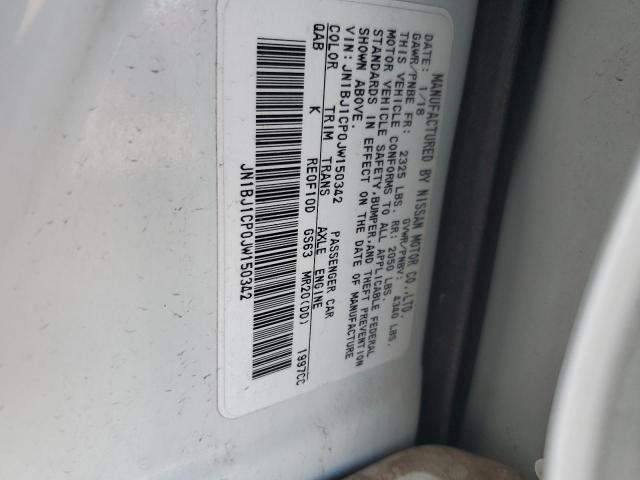 MANUFACTURED BY NISSAN MOTOR CO.,LTD.
DATE: 1/18 GVWR/PNBV: 4340 LBS.
GAWR/PNBE FR: 2325 LBS. RR: 2050 LBS.
THIS VEHICLE CONFORMS TO ALL APPLICABLE FEDERAL
MOTOR VEHICLE SAFETY,BUMPER,AND THEFT PREVENTION
STANDARDS IN EFFECT ON THE DATE OF MANUFACTURE
SHOWN ABOVE.
VIN: JN1BJ1CP0JW150342 PASSENGER CAR
COLOR TRIM TRANS AXLE ENGINE
QAB K RE0F10D GS63 MR20(DD) 1997CC
JN1BJ1CP0JW150342